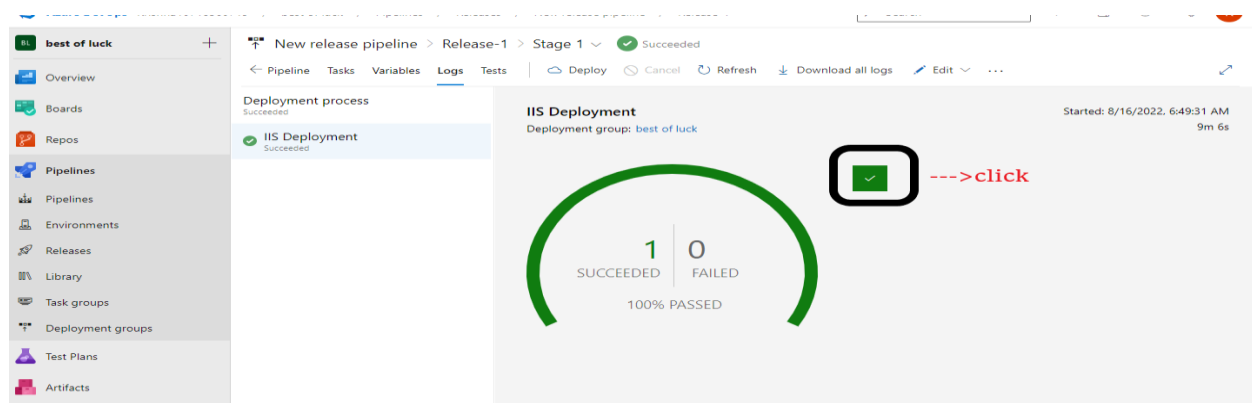 BL best of luck
Overview
Boards
Repos
Pipelines
Pipelines
Environments
Releases
Library
Task groups
Deployment groups
Test Plans
Artifacts
New release pipeline > Release-1 > Stage 1 Succeeded
Pipeline Tasks Variables Logs Tests Deploy Cancel Refresh Download all logs Edit ...
Deployment process
Succeeded
IIS Deployment
Succeeded
IIS Deployment
Deployment group: best of luck
Started: 8/16/2022, 6:49:31 AM
9m 6s
--->click
1 0
SUCCEEDED FAILED
100% PASSED